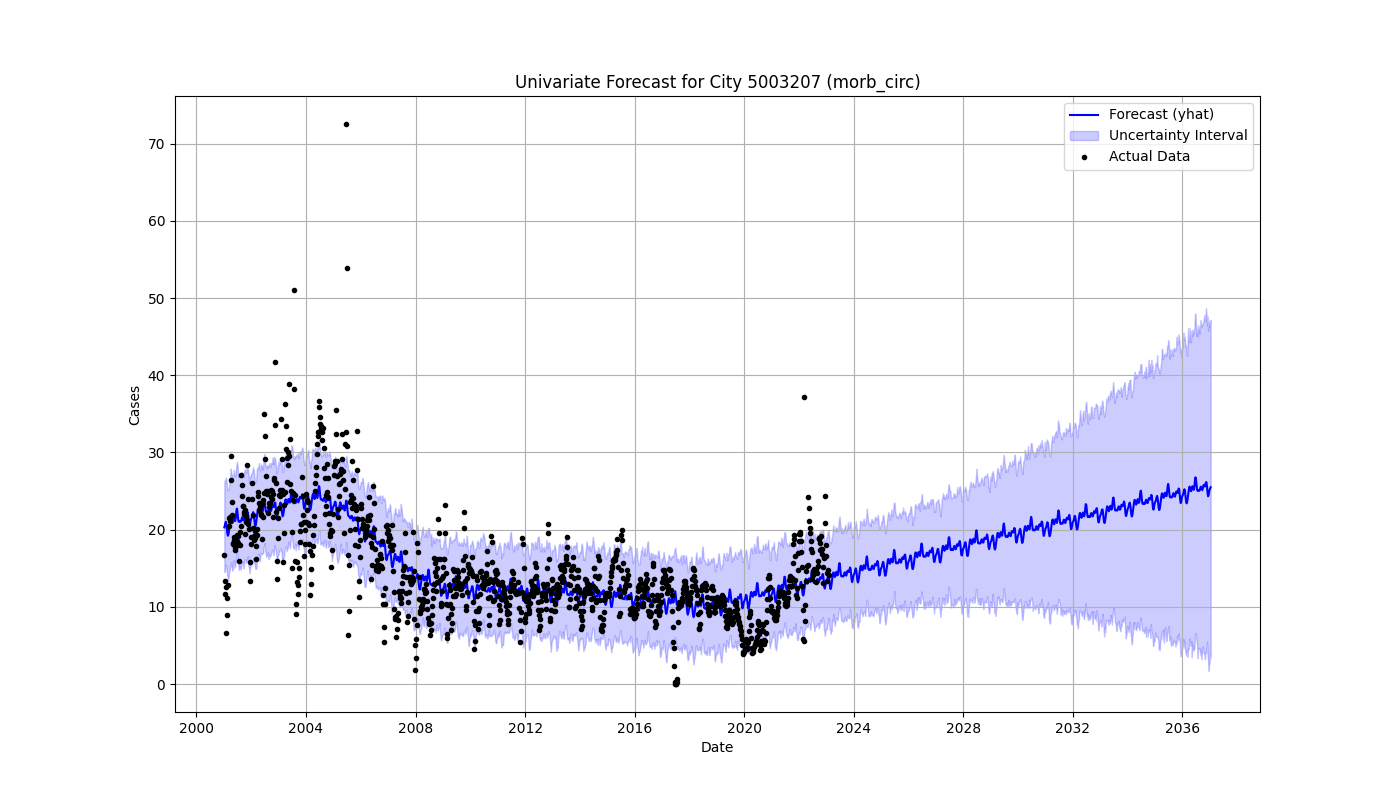 Univariate Forecast for City 5003207 (morb_circ)
Forecast (yhat)
Uncertainty Interval
Actual Data
Cases
70
60
50
40
30
20
10
0
2000 2004 2008 2012 2016 2020 2024 2028 2032 2036
Date